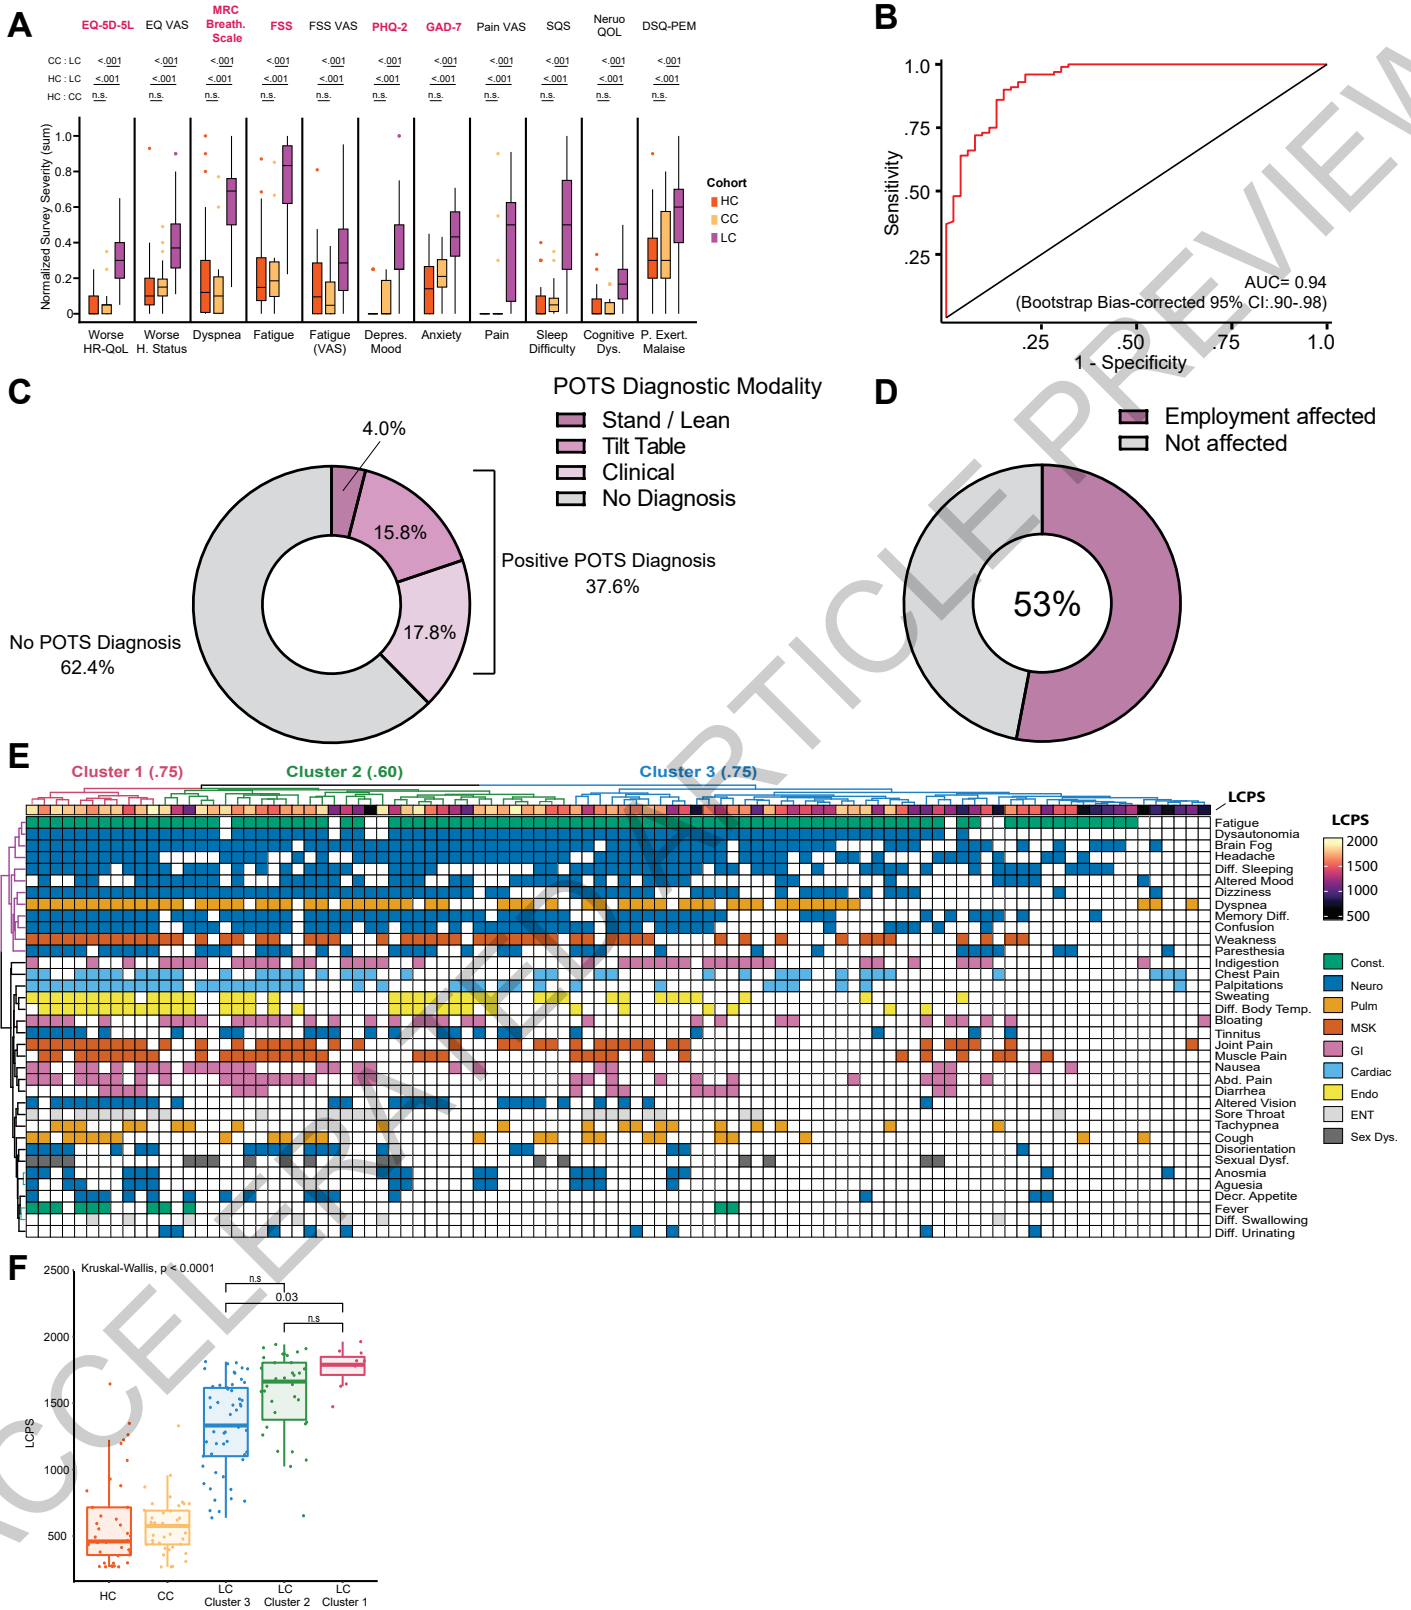 A
EQ-5D-5L
EQ VAS
MRC
Breath.
Scale
FSS
FSS VAS
PHQ-2
GAD-7
Pain VAS
SQS
Neruo
QOL
DSQ-PEM
CC : LC <.001 <.001 <.001 <.001 <.001 <.001 <.001 <.001 <.001 <.001 <.001
HC : LC <.001 <.001 <.001 <.001 <.001 <.001 <.001 <.001 <.001 <.001 <.001
HC : CC n.s. n.s. n.s. n.s. n.s. n.s. n.s. n.s. n.s. n.s. n.s.
Normalized Survey Severity (sum)
1.0
0.8
0.6
0.4
0.2
0
Worse
HR-QoL
Worse
H. Status
Dyspnea
Fatigue
Fatigue
(VAS)
Depres.
Mood
Anxiety
Pain
Sleep
Difficulty
Cognitive
Dys.
P. Exert.
Malaise
Cohort
HC
CC
LC
B
Sensitivity
1.0
.75
.50
.25
AUC= 0.94
(Bootstrap Bias-corrected 95% CI:.90-.98)
.25 .50 .75 1.0
1 - Specificity
C
POTS Diagnostic Modality
Stand / Lean
Tilt Table
Clinical
No Diagnosis
4.0%
15.8%
17.8%
Positive POTS Diagnosis
37.6%
No POTS Diagnosis
62.4%
D
Employment affected
Not affected
53%
E
Cluster 1 (.75)
Cluster 2 (.60)
Cluster 3 (.75)
LCPS
Fatigue
Dysautonomia
Brain Fog
Headache
Diff. Sleeping
Altered Mood
Dizziness
Dyspnea
Memory Diff.
Confusion
Weakness
Paresthesia
Indigestion
Chest Pain
Palpitations
Sweating
Diff. Body Temp.
Bloating
Tinnitus
Joint Pain
Muscle Pain
Nausea
Abd. Pain
Diarrhea
Altered Vision
Sore Throat
Tachypnea
Cough
Disorientation
Sexual Dysf.
Anosmia
Aguesia
Decr. Appetite
Fever
Diff. Swallowing
Diff. Urinating
LCPS
2000
1500
1000
500
Const.
Neuro
Pulm
MSK
GI
Cardiac
Endo
ENT
Sex Dys.
F
Kruskal-Wallis, p < 0.0001
n.s
0.03
n.s
LCPS
2500
2000
1500
1000
500
HC
CC
LC
Cluster 3
LC
Cluster 2
LC
Cluster 1
ACCELERATED ARTICLE PREVIEW